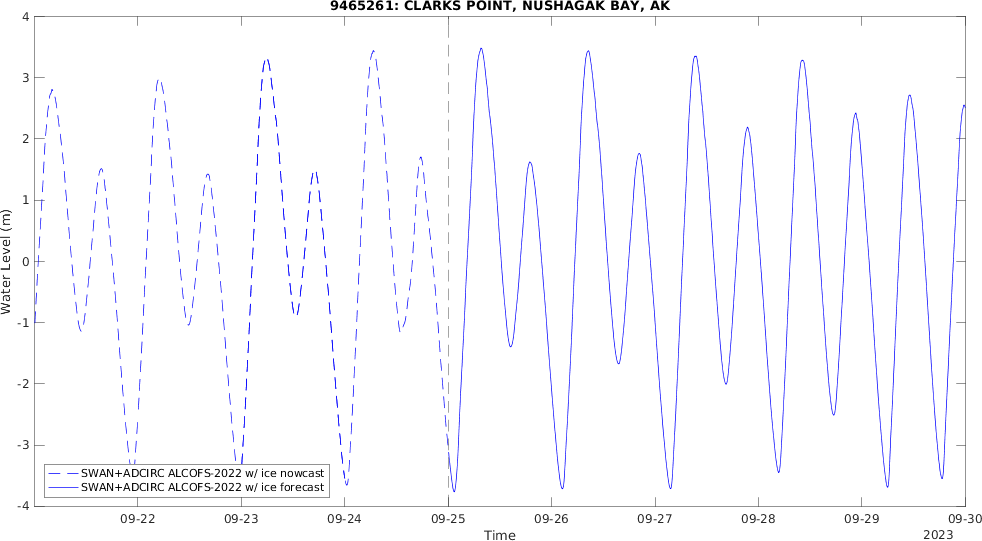 9465261: CLARKS POINT, NUSHAGAK BAY, AK
4
3
2
1
0
-1
-2
-3
-4
Water Level (m)
SWAN+ADCIRC ALCOFS-2022 w/ ice nowcast
SWAN+ADCIRC ALCOFS-2022 w/ ice forecast
09-22 09-23 09-24 09-25 09-26 09-27 09-28 09-29 09-30
Time
2023